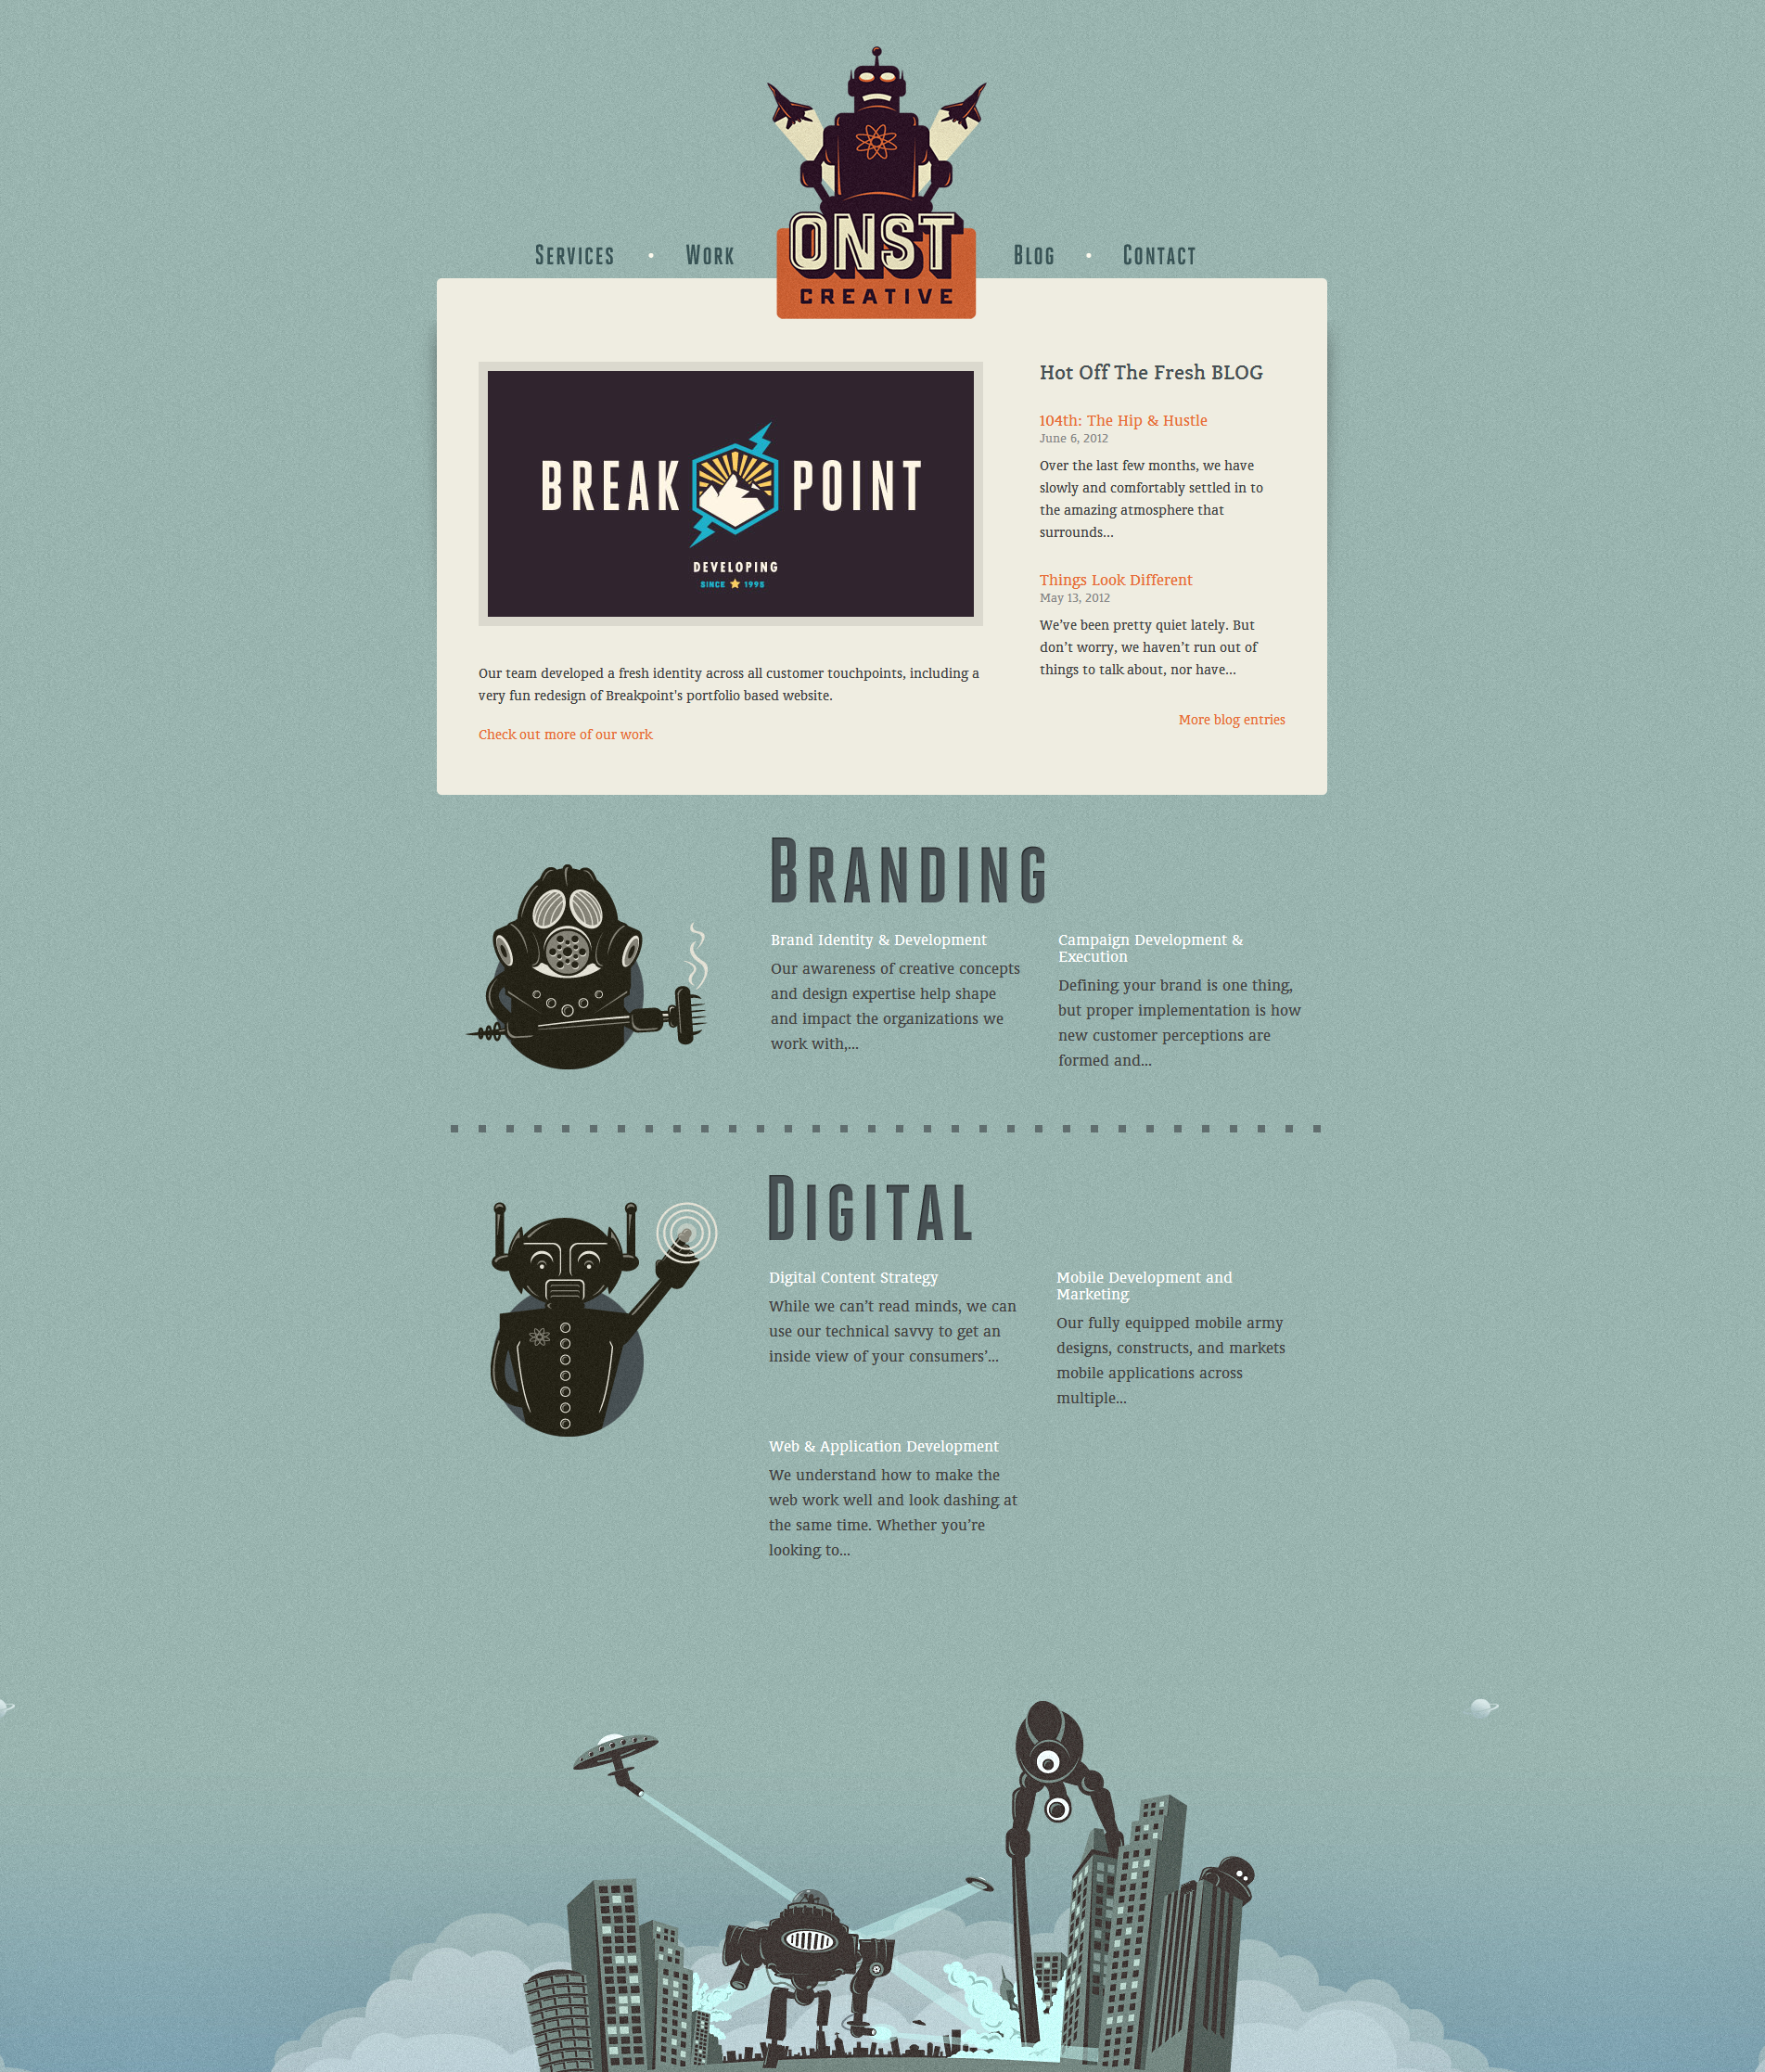 Services • Work
ONST
CREATIVE
Blog • Contact
BREAK POINT
DEVELOPING
SINCE ★ 1995
Our team developed a fresh identity across all customer touchpoints, including a
very fun redesign of Breakpoint's portfolio based website.
Check out more of our work
Hot Off The Fresh BLOG
104th: The Hip & Hustle
June 6, 2012
Over the last few months, we have
slowly and comfortably settled in to
the amazing atmosphere that
surrounds...
Things Look Different
May 13, 2012
We’ve been pretty quiet lately. But
don’t worry, we haven’t run out of
things to talk about, nor have...
More blog entries
Branding
Brand Identity & Development
Our awareness of creative concepts
and design expertise help shape
and impact the organizations we
work with,...
Campaign Development &
Execution
Defining your brand is one thing,
but proper implementation is how
new customer perceptions are
formed and...
Digital
Digital Content Strategy
While we can’t read minds, we can
use our technical savvy to get an
inside view of your consumers’...
Mobile Development and
Marketing
Our fully equipped mobile army
designs, constructs, and markets
mobile applications across
multiple...
Web & Application Development
We understand how to make the
web work well and look dashing at
the same time. Whether you’re
looking to...